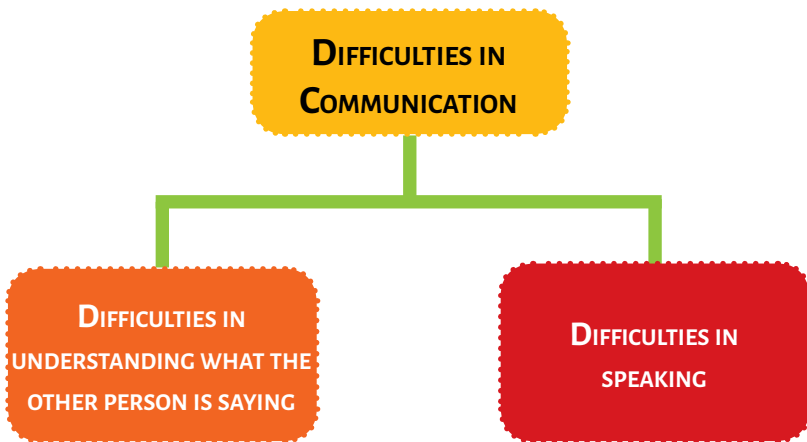 Difficulties in
Communication
Difficulties in
understanding what the
other person is saying
Difficulties in
speaking